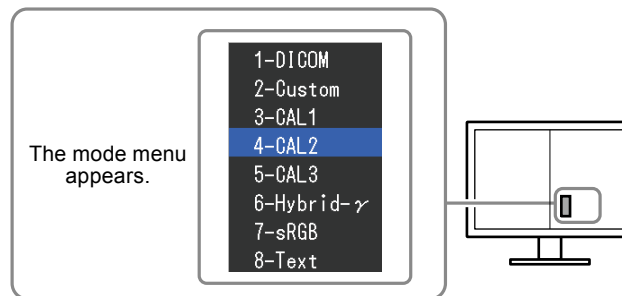 The mode menu
appears.
1-DICOM
2-Custom
3-CAL1
4-CAL2
5-CAL3
6-Hybrid-γ
7-sRGB
8-Text